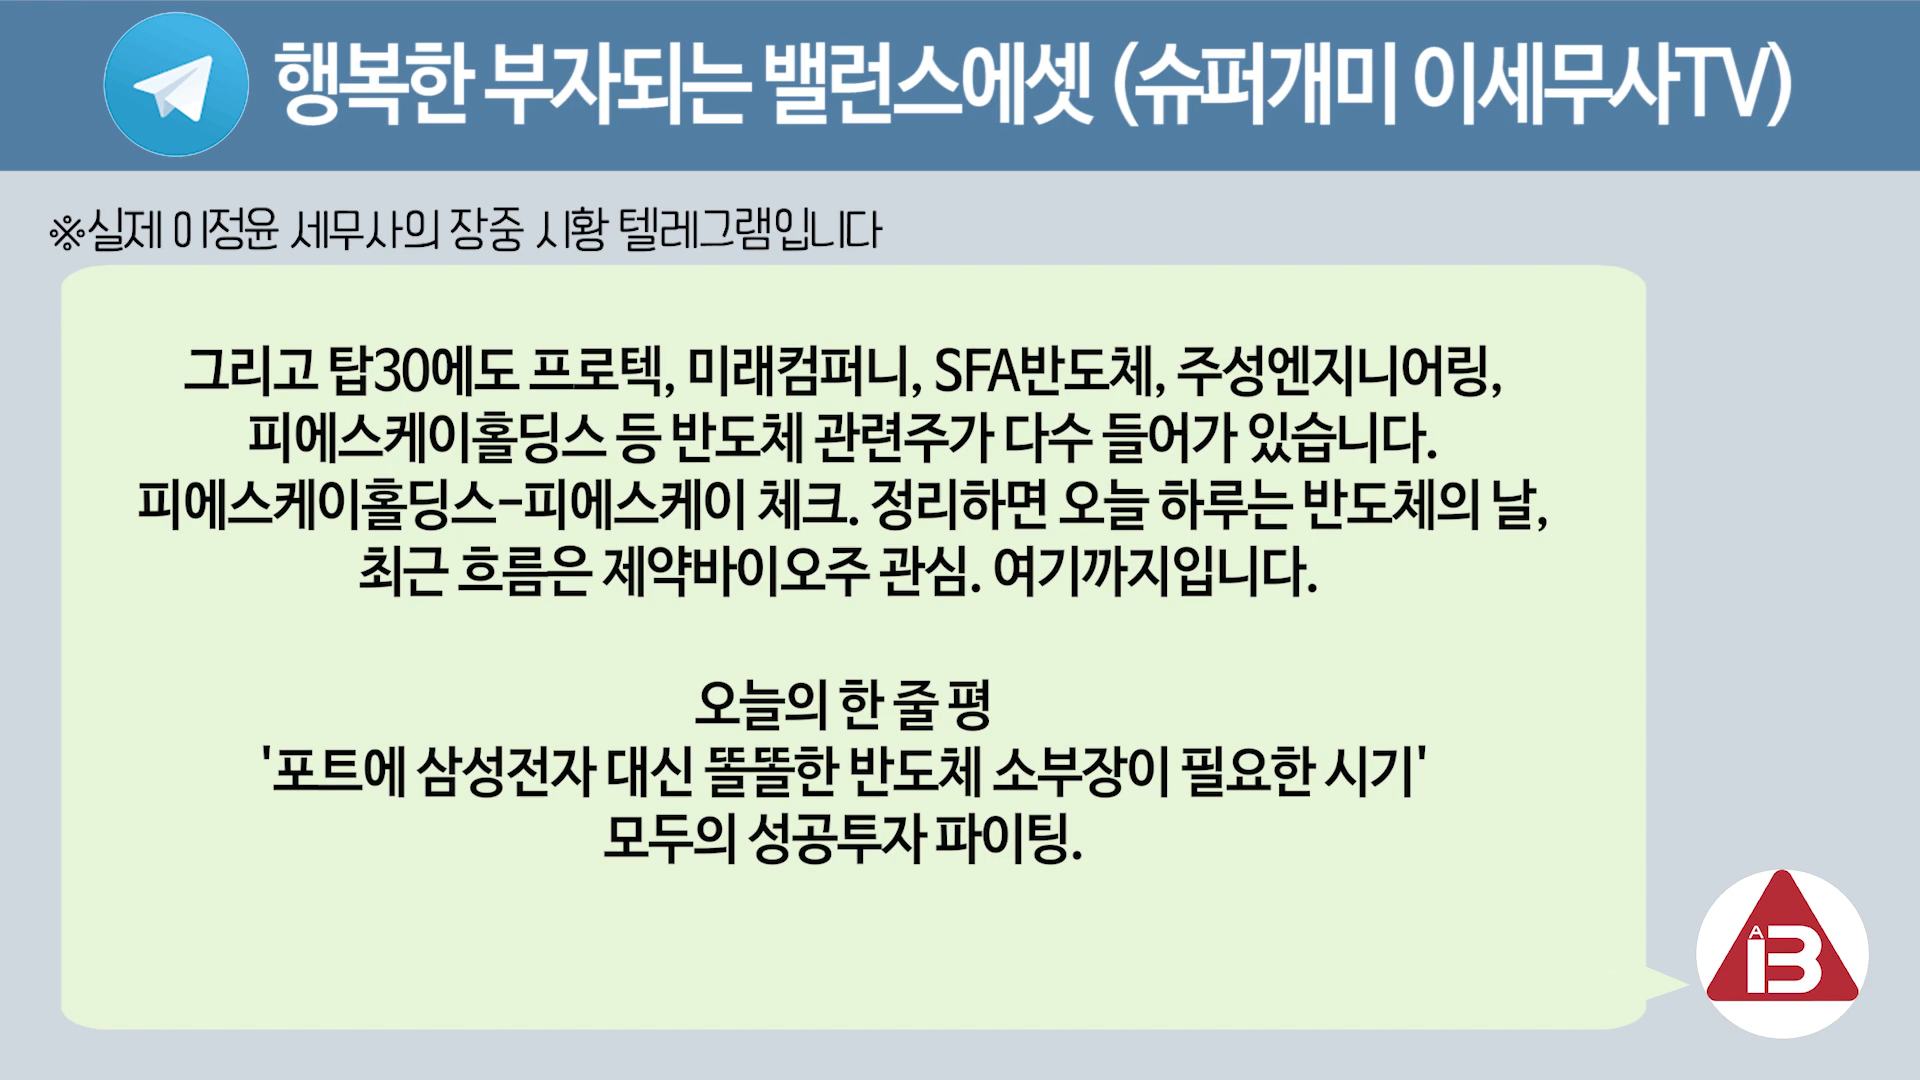 행복한 부자되는 밸런스에셋 (슈퍼개미 이세무사TV)
※실제 이정윤 세무사의 장중 시황 텔레그램입니다
그리고 탑30에도 프로텍, 미래컴퍼니, SFA반도체, 주성엔지니어링,
피에스케이홀딩스 등 반도체 관련주가 다수 들어가 있습니다.
피에스케이홀딩스-피에스케이 체크. 정리하면 오늘 하루는 반도체의 날,
최근 흐름은 제약바이오주 관심. 여기까지입니다.
오늘의 한 줄 평
'포트에 삼성전자 대신 똘똘한 반도체 소부장이 필요한 시기'
모두의 성공투자 파이팅.
A
B